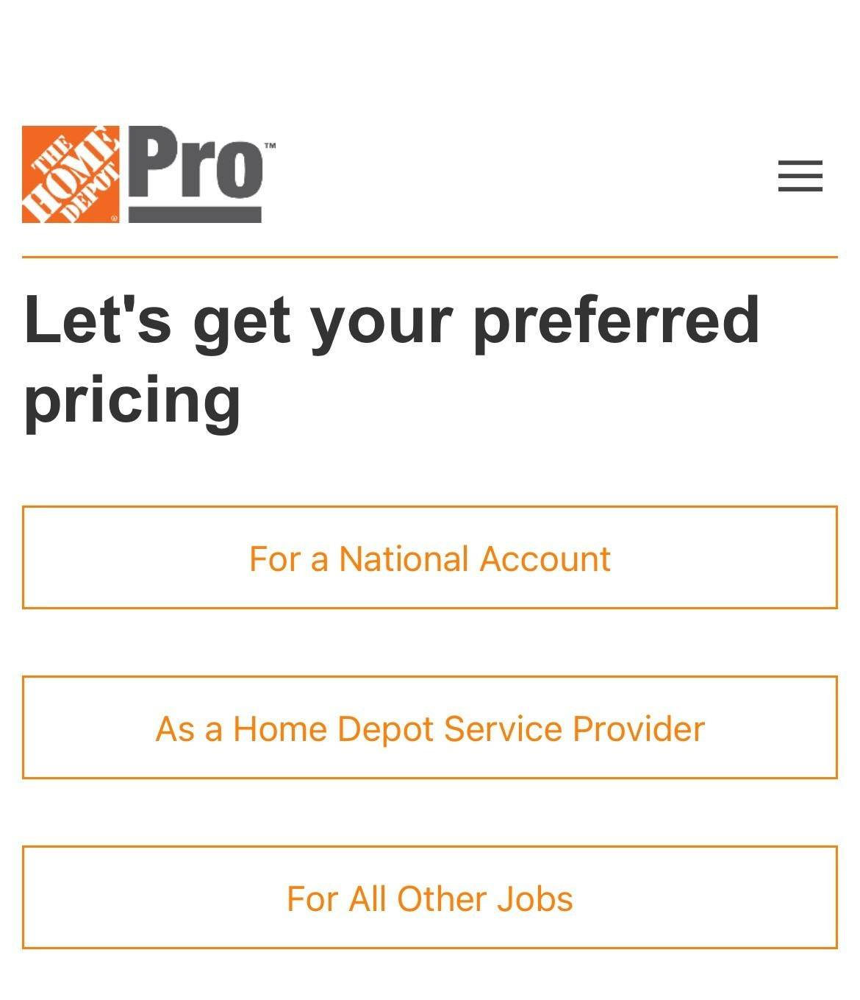 THE
HOME
DEPOT
®
Pro™
Let's get your preferred
pricing
For a National Account
As a Home Depot Service Provider
For All Other Jobs